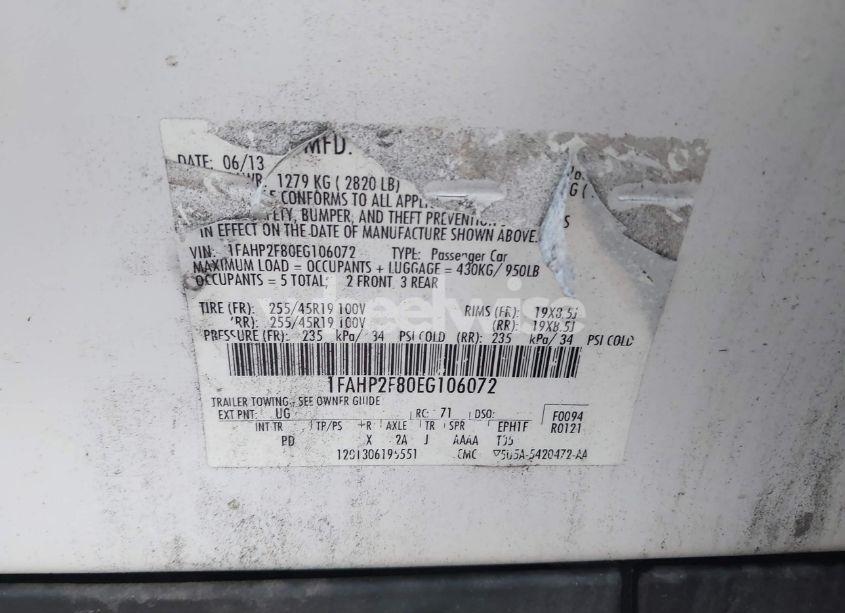 MFD.
DATE: 06/13
1279 KG ( 2820 LB)
CONFORMS TO ALL
BUMPER, AND THEFT
IN EFFECT ON THE DATE OF MANUFACTURE SHOWN ABOVE.
VIN: 1FAHP2F80EG106072 TYPE: Passenger Car
MAXIMUM LOAD = OCCUPANTS + LUGGAGE = 430KG/950LB
OCCUPANTS = 5 TOTAL: 2 FRONT 3 REAR
wheelwise
TIRE (FR): 255/45R19 100V RIMS (FR): 19X8.5J
(RR): 255/45R19 100V (RR): 19X8.5J
PRESSURE (FR): 235 kPa/ 34 PSI COLD (RR): 235 kPa/ 34 PSI COLD
1FAHP2F80EG106072
TRAILER TOWING - SEE OWNER GUIDE
EXT PNT: UG RC: 71 DSO: F0094
INT TR TP/PS R AXLE TR SPR EPH1F R0121
PD X 2A J AAAA
CMC